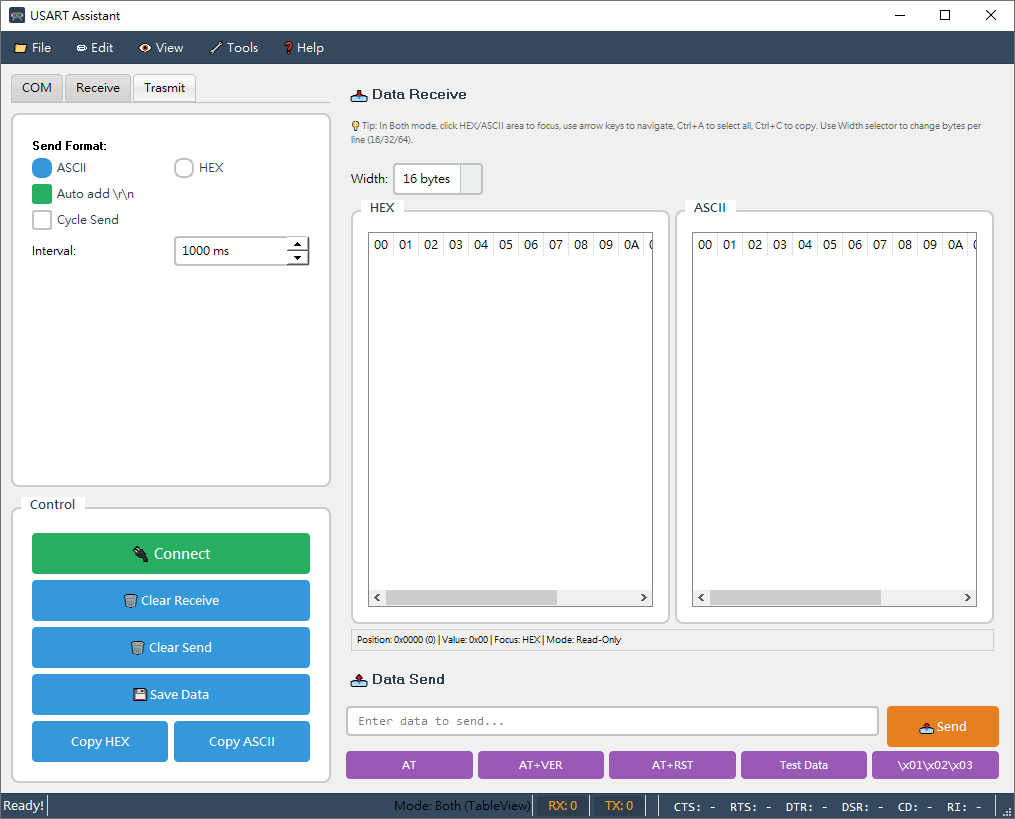 USART Assistant
File Edit View Tools Help
COM Receive Trasmit
Send Format:
ASCII HEX
Auto add \r\n
Cycle Send
Interval: 1000 ms
Control
Connect
Clear Receive
Clear Send
Save Data
Copy HEX Copy ASCII
Data Receive
Tip: In Both mode, click HEX/ASCII area to focus, use arrow keys to navigate, Ctrl+A to select all, Ctrl+C to copy. Use Width selector to change bytes per
line (16/32/64).
Width: 16 bytes
HEX ASCII
00 01 02 03 04 05 06 07 08 09 0A 00 01 02 03 04 05 06 07 08 09 0A
Position: 0x0000 (0) | Value: 0x00 | Focus: HEX | Mode: Read-Only
Data Send
Enter data to send...
Send
AT AT+VER AT+RST Test Data \x01\x02\x03
Ready! Mode: Both (TableView) RX: 0 TX: 0 CTS: - RTS: - DTR: - DSR: - CD: - RI: -